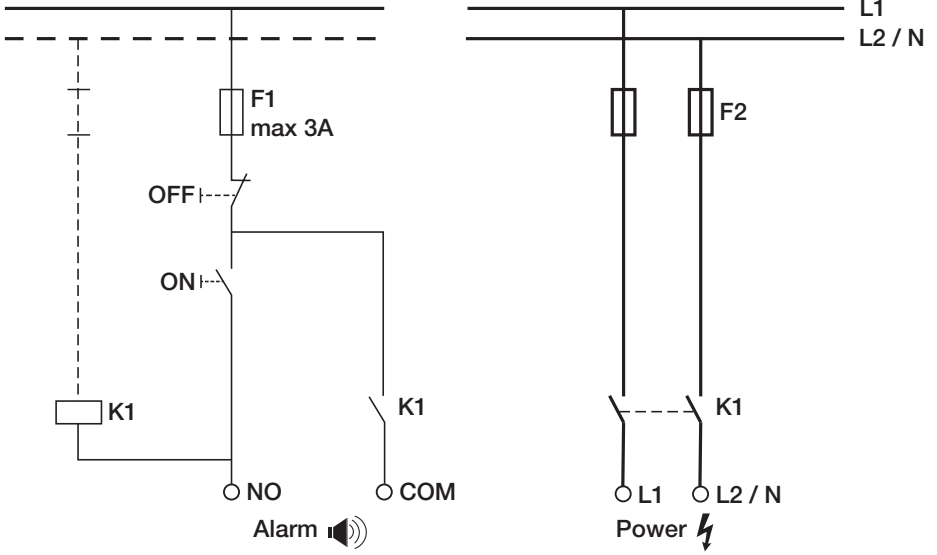 L1
L2 / N
F1
max 3A
F2
OFF
ON
K1
K1
K1
NO
COM
L1
L2 / N
Alarm
Power